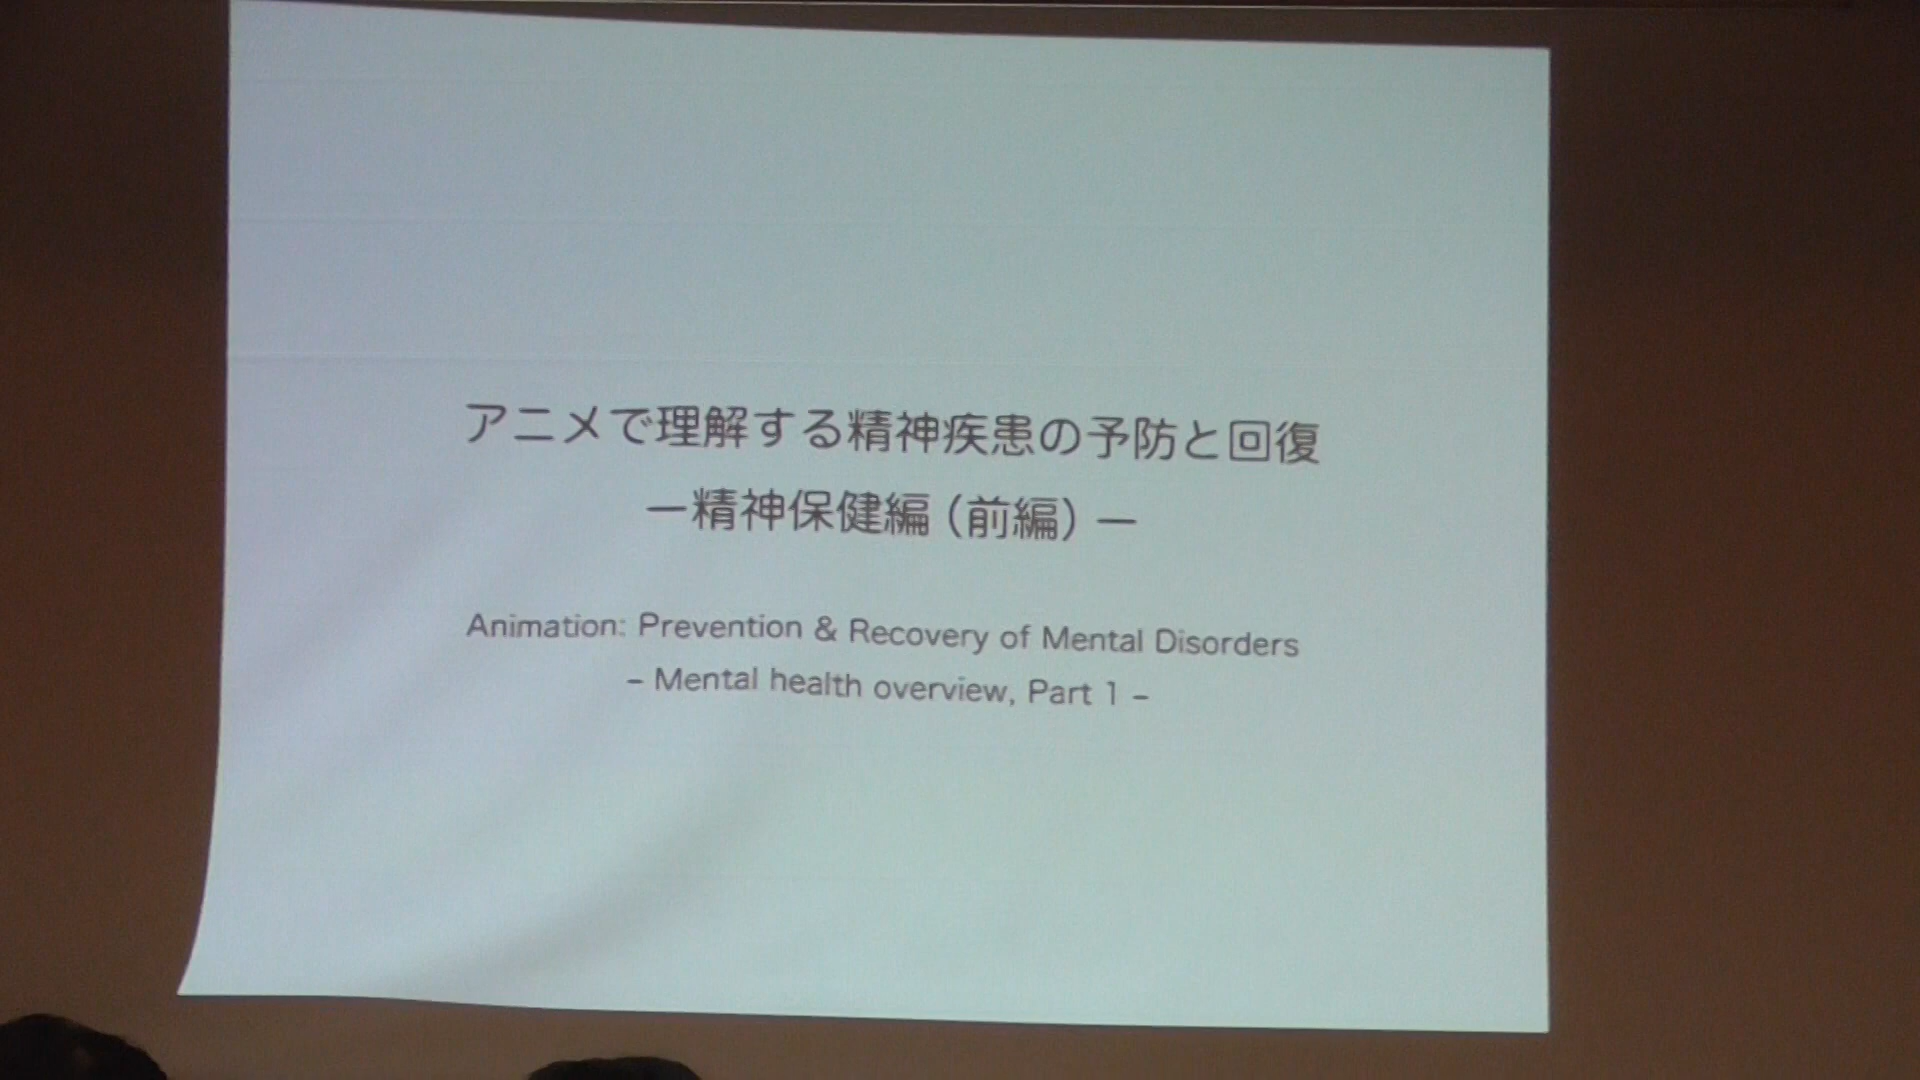 アニメで理解する精神疾患の予防と回復
ー精神保健編（前編）ー
Animation: Prevention & Recovery of Mental Disorders
– Mental health overview, Part 1 –